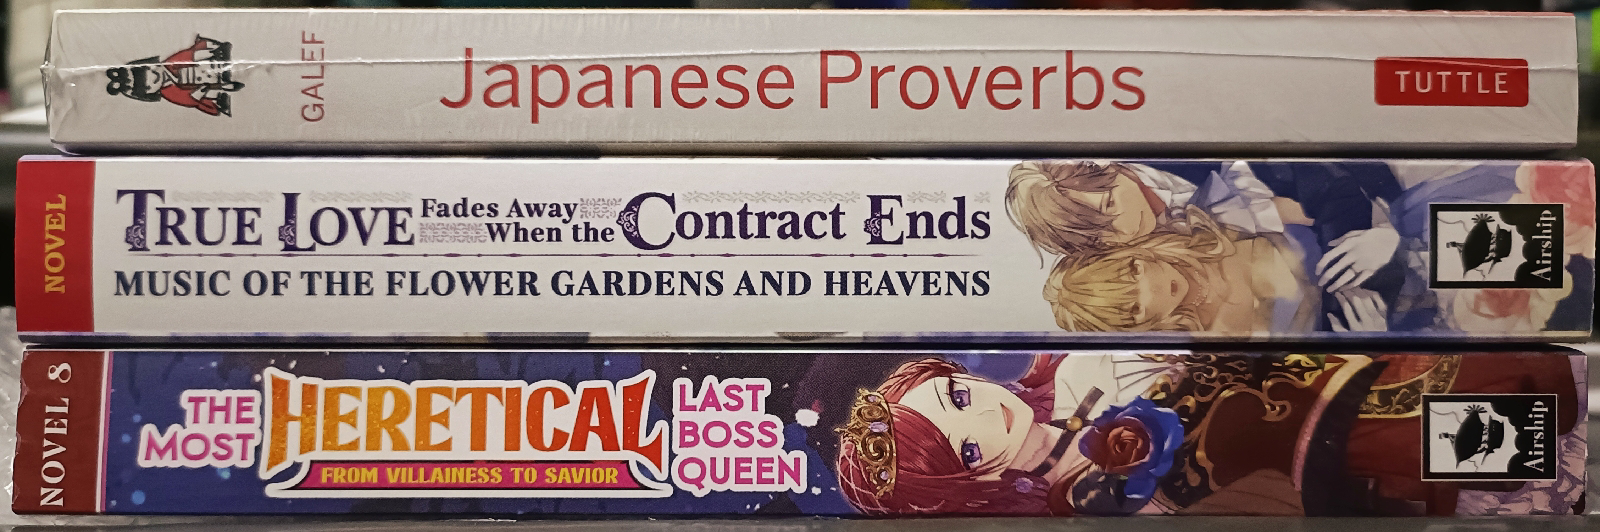 GALEF
Japanese Proverbs
TUTTLE
NOVEL
TRUE LOVE Fades Away When the Contract Ends
MUSIC OF THE FLOWER GARDENS AND HEAVENS
Airship
NOVEL 8
THE MOST
HERETICAL
FROM VILLAINESS TO SAVIOR
LAST
BOSS
QUEEN
Airship